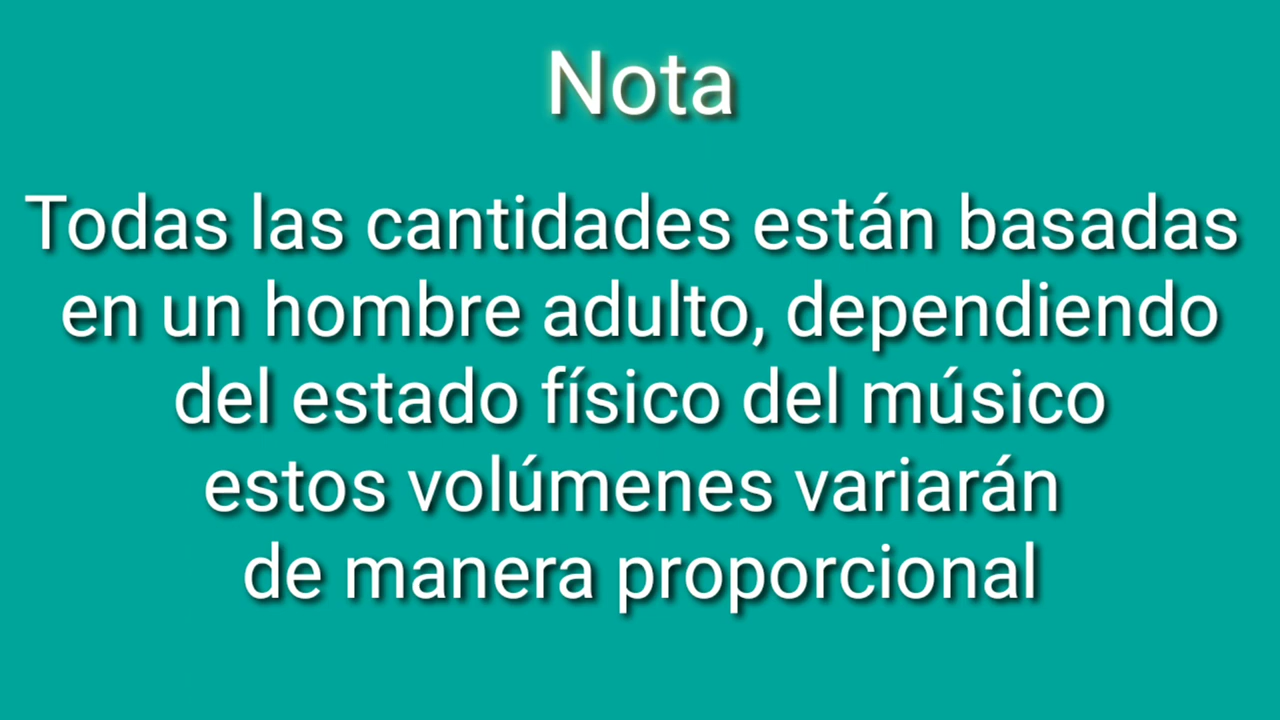 Nota
Todas las cantidades están basadas
en un hombre adulto, dependiendo
del estado físico del músico
estos volúmenes variarán
de manera proporcional